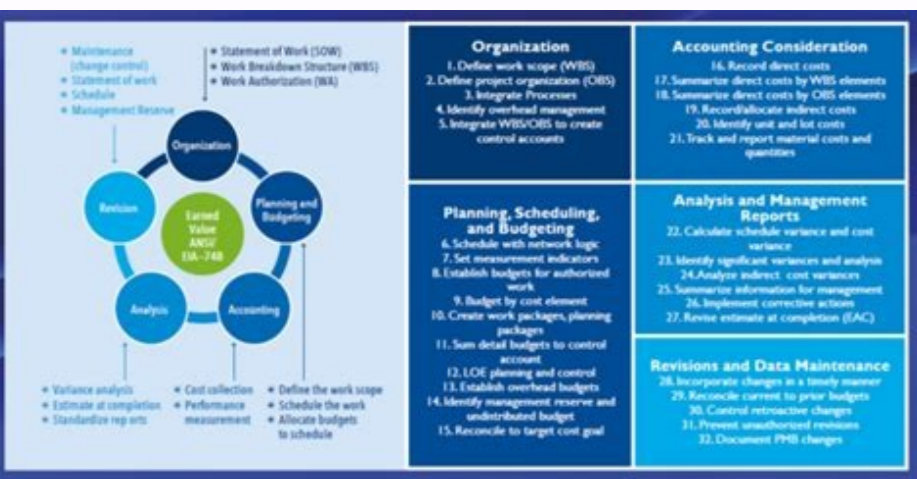 * Maintenance
(change control)
* Statement of work
* Schedule
* Management Reserve
* Statement of Work (SOW)
* Work Breakdown Structure (WBS)
* Work Authorization (WA)
Organization
Revision
Planning and
Budgeting
Earned
Value
ANSI/
EIA-748
Analysis
Accounting
* Variance analysis
* Estimate at completion
* Standardize rep orts
* Cost collection
* Performance
measurement
* Define the work scope
* Schedule the work
* Allocate budgets
to schedule
Organization
1. Define work scope (WBS)
2. Define project organization (OBS)
3. Integrate Processes
4. Identify overhead management
5. Integrate WBS/OBS to create
control accounts
Planning, Scheduling,
and Budgeting
6. Schedule with network logic
7. Set measurement indicators
8. Establish budgets for authorized
work
9. Budget by cost element
10. Create work packages, planning
packages
11. Sum detail budgets to control
account
12. LOE planning and control
13. Establish overhead budgets
14. Identify management reserve and
undistributed budget
15. Reconcile to target cost goal
Accounting Consideration
16. Record direct costs
17. Summarize direct costs by WBS elements
18. Summarize direct costs by OBS elements
19. Record/allocate indirect costs
20. Identify unit and lot costs
21. Track and report material costs and
quantities
Analysis and Management
Reports
22. Calculate schedule variance and cost
variance
23. Identify significant variances and analysis
24. Analyze indirect cost variances
25. Summarize information for management
26. Implement corrective actions
27. Revise estimate at completion (EAC)
Revisions and Data Maintenance
28. Incorporate changes in a timely manner
29. Reconcile current to prior budgets
30. Control retroactive changes
31. Prevent unauthorized revisions
32. Document PMB changes